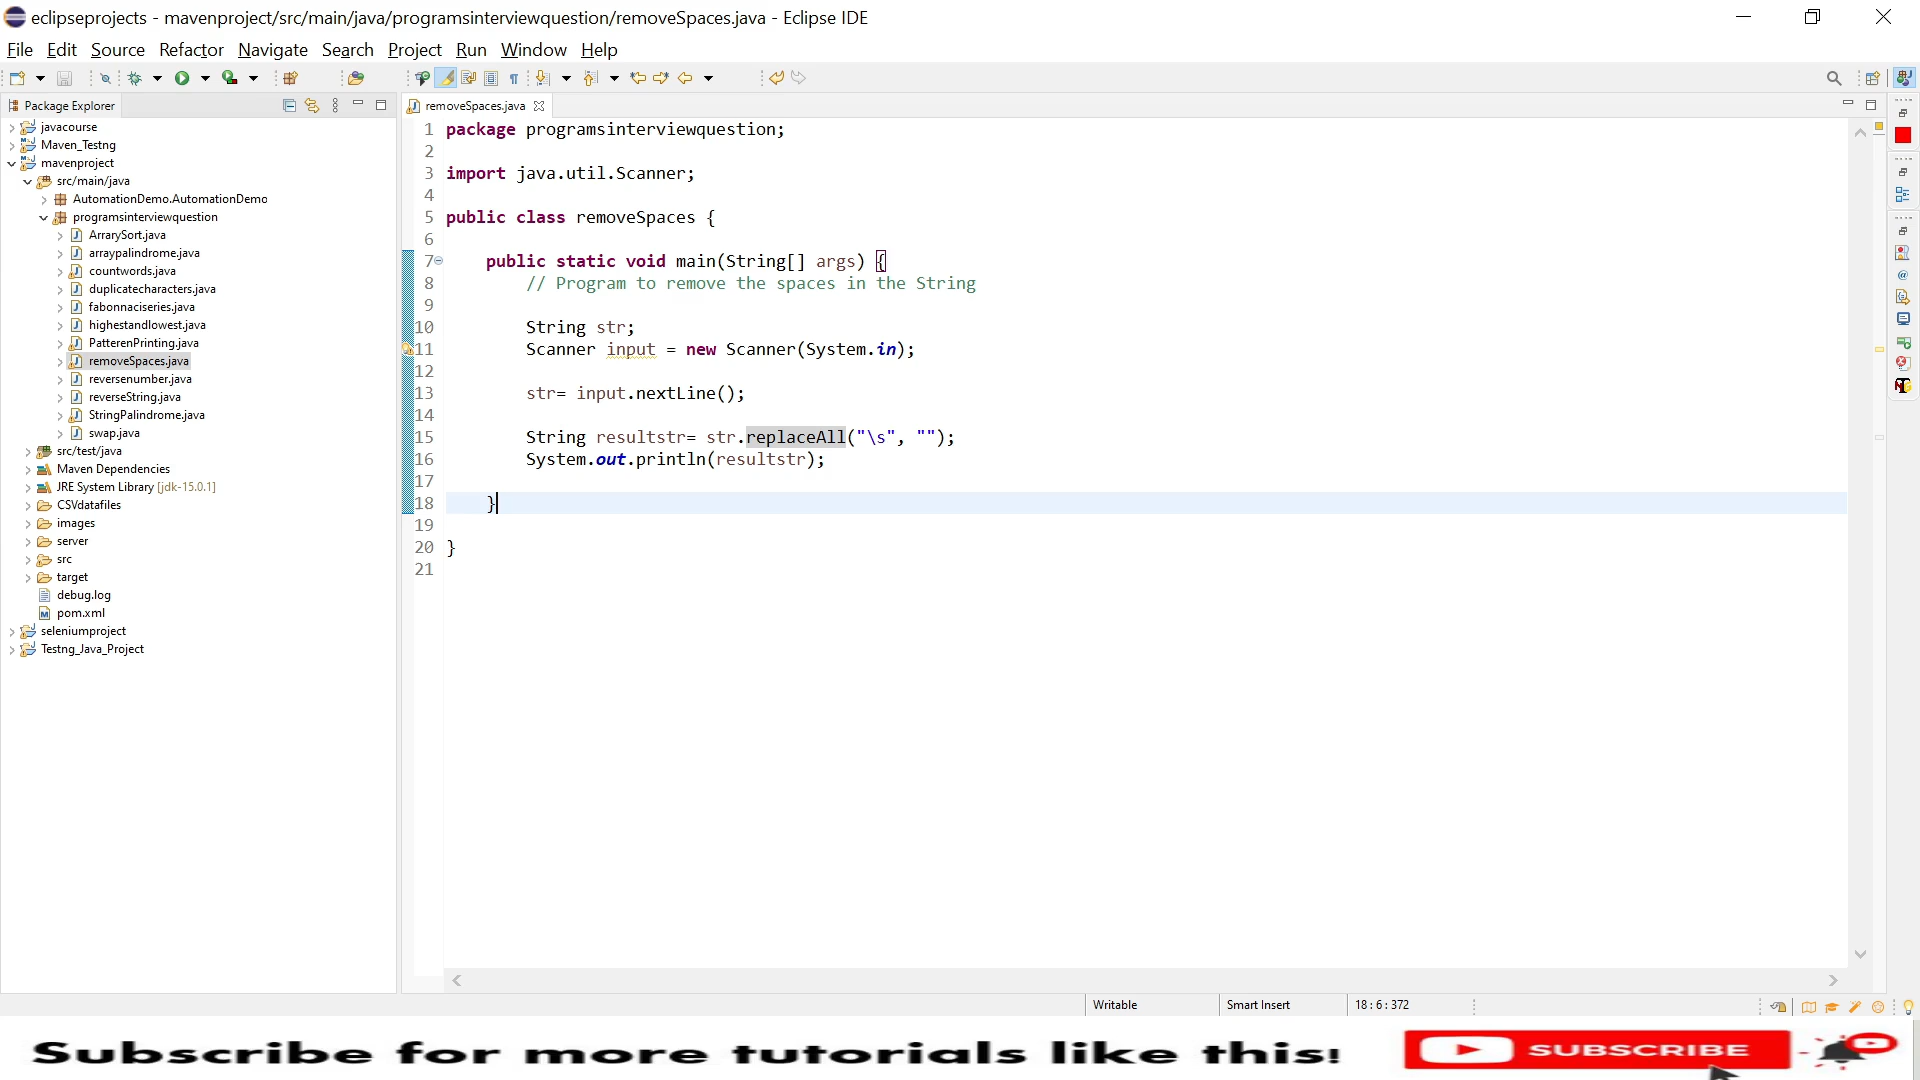 eclipseprojects - mavenproject/src/main/java/programsinterviewquestion/removeSpaces.java - Eclipse IDE
File Edit Source Refactor Navigate Search Project Run Window Help
Package Explorer
javacourse
Maven_Testng
mavenproject
src/main/java
AutomationDemo.AutomationDemo
programsinterviewquestion
ArrarySort.java
arraypalindrome.java
countwords.java
duplicatecharacters.java
fabonnaciseries.java
highestandlowest.java
PatterenPrinting.java
removeSpaces.java
reversenumber.java
reverseString.java
StringPalindrome.java
swap.java
src/test/java
Maven Dependencies
JRE System Library [jdk-15.0.1]
CSVdatafiles
images
server
src
target
debug.log
pom.xml
seleniumproject
Testng_Java_Project
removeSpaces.java
1 package programsinterviewquestion;
2
3 import java.util.Scanner;
4
5 public class removeSpaces {
6
7 public static void main(String[] args) {
8 // Program to remove the spaces in the String
9
10 String str;
11 Scanner input = new Scanner(System.in);
12
13 str= input.nextLine();
14
15 String resultstr= str.replaceAll("\s", "");
16 System.out.println(resultstr);
17
18 }
19
20 }
21
Writable Smart Insert 18 : 6 : 372
Subscribe for more tutorials like this! SUBSCRIBE